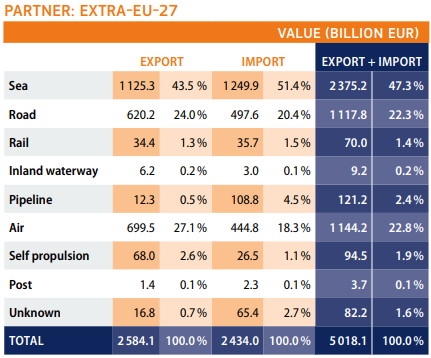 PARTNER: EXTRA-EU-27
VALUE (BILLION EUR)
EXPORT IMPORT EXPORT + IMPORT
Sea 1 125.3 43.5 % 1 249.9 51.4 % 2 375.2 47.3 %
Road 620.2 24.0 % 497.6 20.4 % 1 117.8 22.3 %
Rail 34.4 1.3 % 35.7 1.5 % 70.0 1.4 %
Inland waterway 6.2 0.2 % 3.0 0.1 % 9.2 0.2 %
Pipeline 12.3 0.5 % 108.8 4.5 % 121.2 2.4 %
Air 699.5 27.1 % 444.8 18.3 % 1 144.2 22.8 %
Self propulsion 68.0 2.6 % 26.5 1.1 % 94.5 1.9 %
Post 1.4 0.1 % 2.3 0.1 % 3.7 0.1 %
Unknown 16.8 0.7 % 65.4 2.7 % 82.2 1.6 %
TOTAL 2 584.1 100.0 % 2 434.0 100.0 % 5 018.1 100.0 %